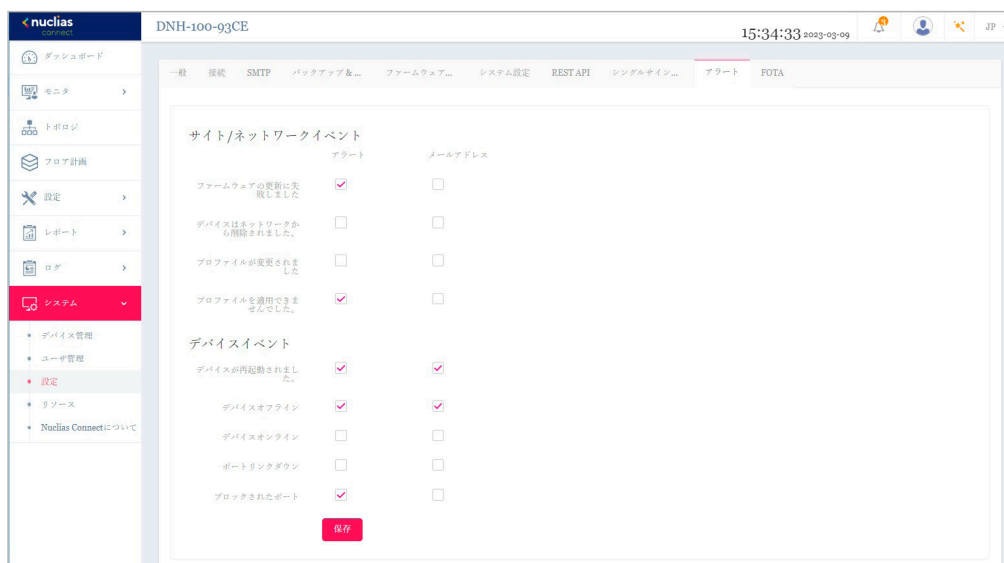 nuclias
connect
DNH-100-93CE
15:34:33 2023-03-09
3
JP
ダッシュボード
モニタ
トポロジ
フロア計画
設定
レポート
ログ
システム
デバイス管理
ユーザ管理
設定
リソース
Nuclias Connectについて
一般 接続 SMTP バックアップ&... ファームウェア... システム設定 REST API シングルサイン... アラート FOTA
サイト/ネットワークイベント
アラート メールアドレス
ファームウェアの更新に失
敗しました
デバイスはネットワークか
ら削除されました。
プロファイルが変更されま
した
プロファイルを適用できま
せんでした。
デバイスイベント
デバイスが再起動されまし
た。
デバイスオフライン
デバイスオンライン
ポートリンクダウン
ブロックされたポート
保存